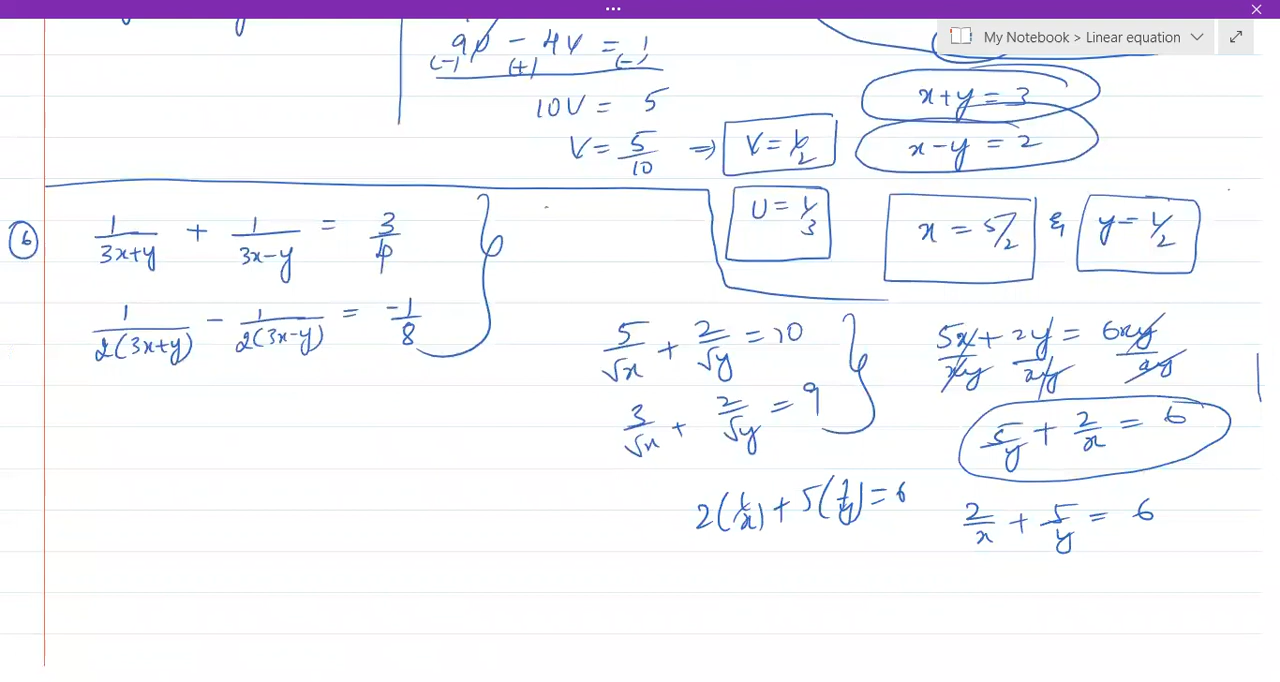 My Notebook > Linear equation
9u - 4v = 1
(-) (+) (-)
10V = 5
V = 5/10 ⇒ V = 1/2
U = 1/3
x+y = 3
x-y = 2
x = 5/2 & y = 1/2
⑥ 1/(3x+y) + 1/(3x-y) = 3/4
1/(2(3x+y)) - 1/(2(3x-y)) = -1/8
5/√x + 2/√y = 10
3/√x + 2/√y = 9
2(1/x) + 5(1/y) = 6
5x/xy + 2y/xy = 6xy/xy
5/y + 2/x = 6
2/x + 5/y = 6